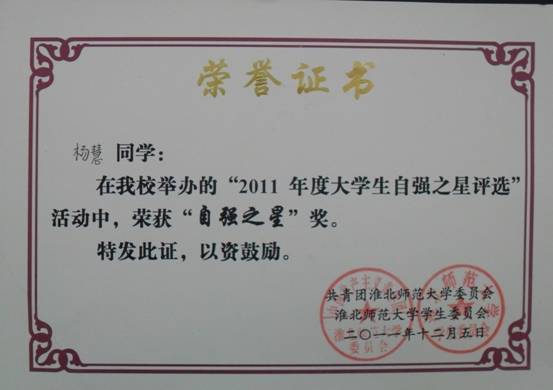 荣誉证书
杨慧 同学：
在我校举办的“2011 年度大学生自强之星评选”
活动中，荣获“自强之星”奖。
特发此证，以资鼓励。
共青团淮北师范大学委员会
淮北师范大学学生委员会
二〇一一年十二月五日